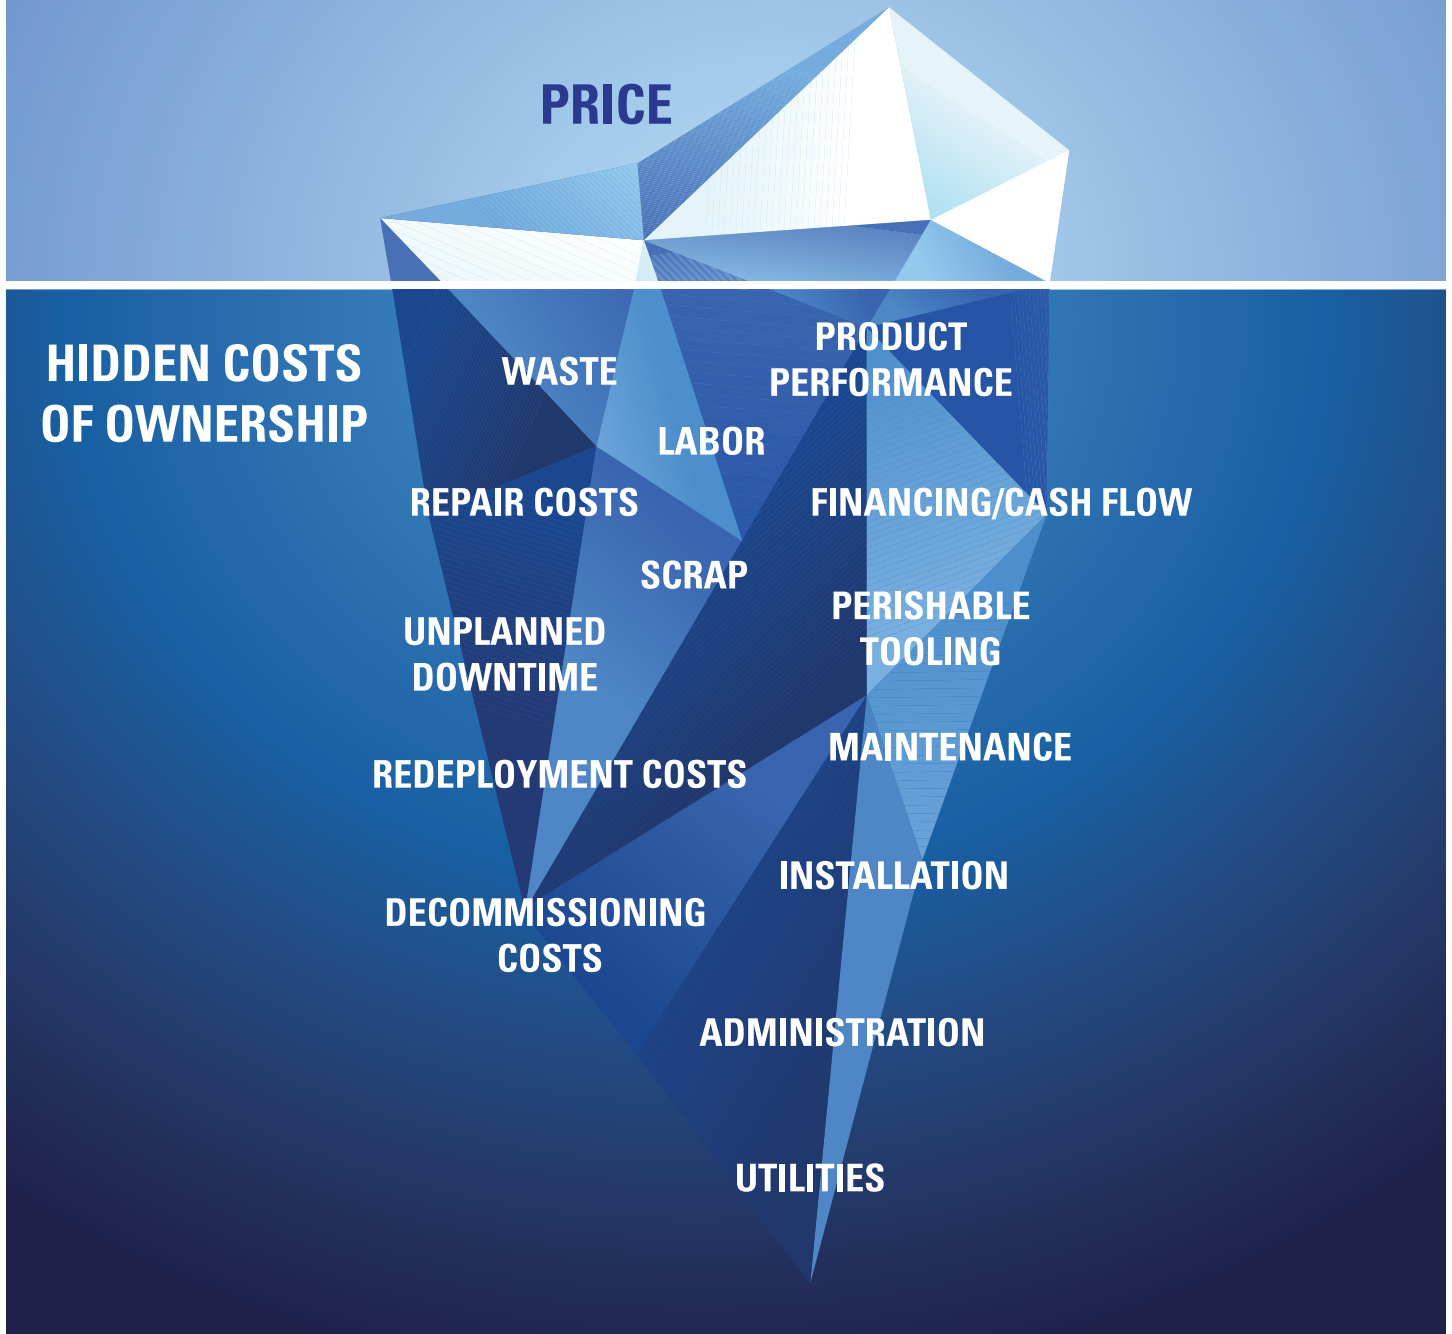 PRICE
HIDDEN COSTS
OF OWNERSHIP
WASTE
PRODUCT
PERFORMANCE
LABOR
REPAIR COSTS
FINANCING/CASH FLOW
SCRAP
PERISHABLE
TOOLING
UNPLANNED
DOWNTIME
MAINTENANCE
REDEPLOYMENT COSTS
INSTALLATION
DECOMMISSIONING
COSTS
ADMINISTRATION
UTILITIES